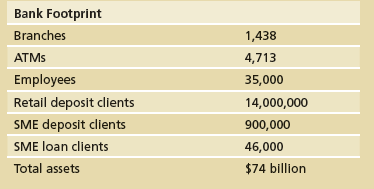 Bank Footprint
Branches 1,438
ATMs 4,713
Employees 35,000
Retail deposit clients 14,000,000
SME deposit clients 900,000
SME loan clients 46,000
Total assets $74 billion